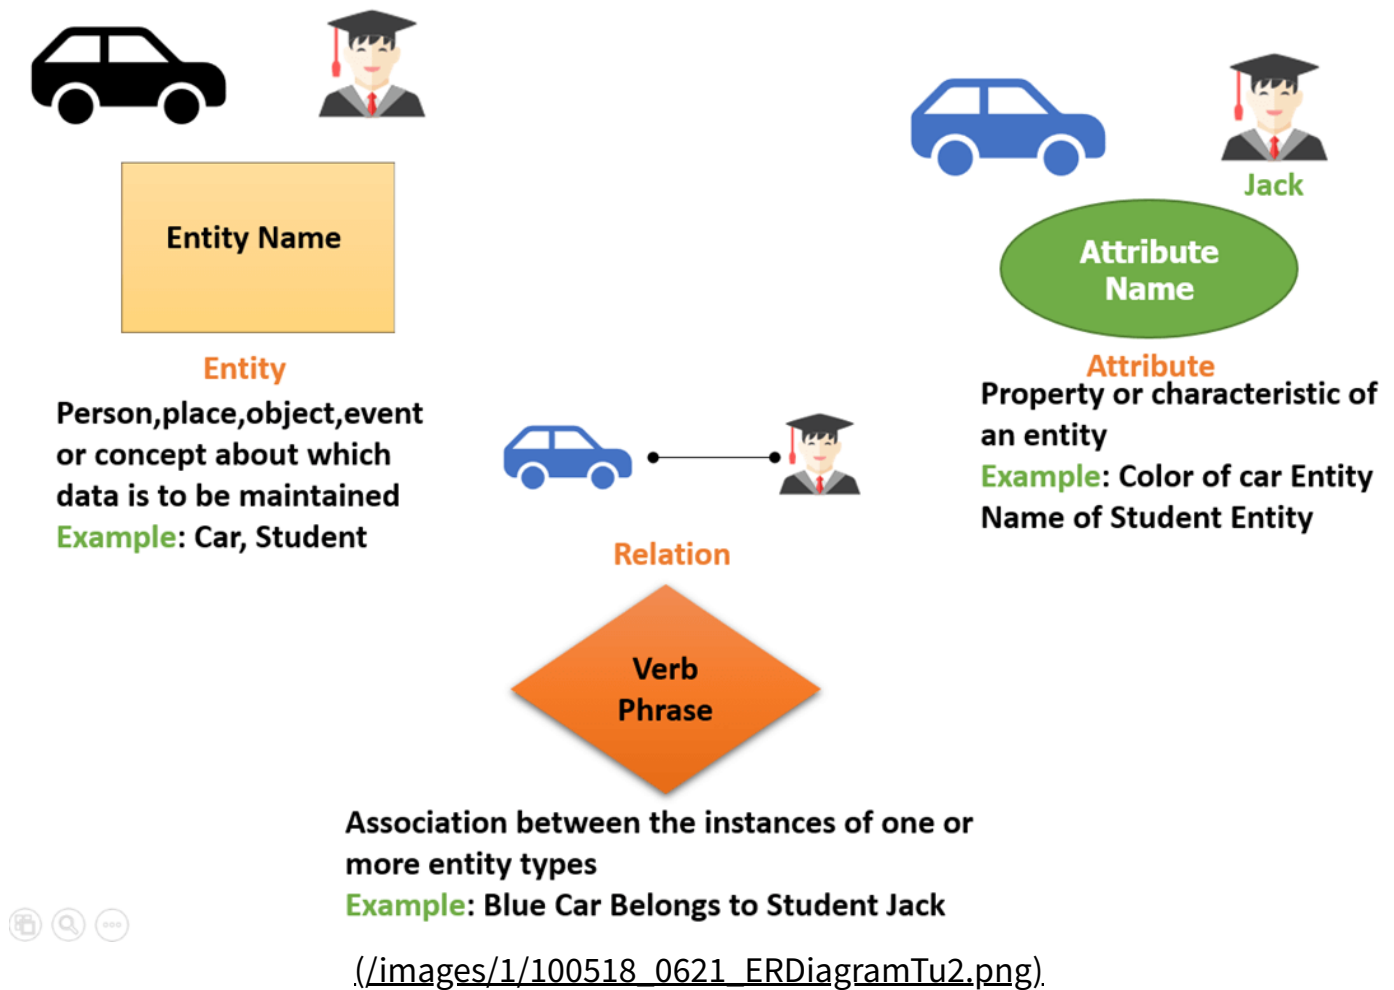 Entity Name
Entity
Person,place,object,event
or concept about which
data is to be maintained
Example: Car, Student
Jack
Attribute
Name
Attribute
Property or characteristic of
an entity
Example: Color of car Entity
Name of Student Entity
Relation
Verb
Phrase
Association between the instances of one or
more entity types
Example: Blue Car Belongs to Student Jack
(/images/1/100518_0621_ERDiagramTu2.png)